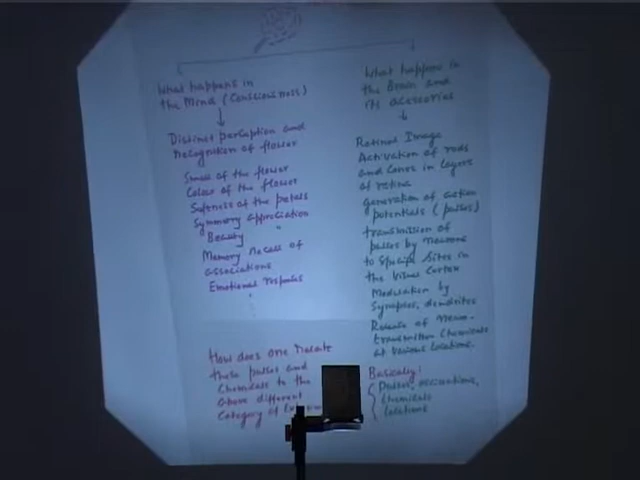 What happens in
the Mind (Consciousness)
Distinct perception and
Recognition of flower
Smell of the flower
Colour of the flower
Softness of the petals
Symmetry appreciation
Beauty "
Memory Recall of
associations
Emotional response
How does one relate
these pulses and
Chemicals to the
above different
Category of
What happens in
the Brain and
its acessories
Retinal Image
Activation of rods
and Cones in layers
of retina
generation of action
potentials (pulses)
transmission of
pulses by neurons
to Specific Sites in
the Visual Cortex
Modulation by
Synapses, dendrites
Release of Neuro-
transmitter Chemicals
at Various locations.
Basically!
Pulses,
Chemicals
locations